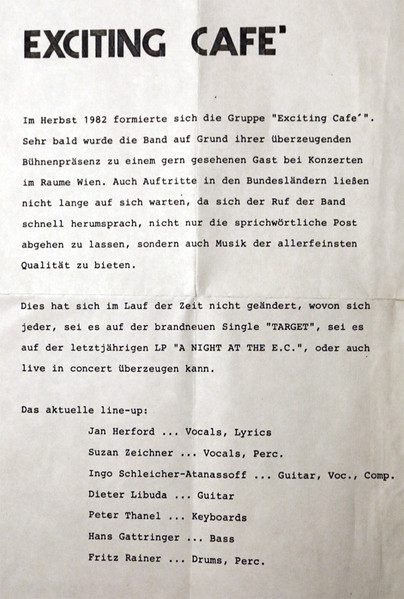 EXCITING CAFE'
Im Herbst 1982 formierte sich die Gruppe "Exciting Cafe´".
Sehr bald wurde die Band auf Grund ihrer überzeugenden
Bühnenpräsenz zu einem gern gesehenen Gast bei Konzerten
im Raume Wien. Auch Auftritte in den Bundesländern ließen
nicht lange auf sich warten, da sich der Ruf der Band
schnell herumsprach, nicht nur die sprichwörtliche Post
abgehen zu lassen, sondern auch Musik der allerfeinsten
Qualität zu bieten.
Dies hat sich im Lauf der Zeit nicht geändert, wovon sich
jeder, sei es auf der brandneuen Single "TARGET", sei es
auf der letztjährigen LP "A NIGHT AT THE E.C.", oder auch
live in concert überzeugen kann.
Das aktuelle line-up:
Jan Herford ... Vocals, Lyrics
Suzan Zeichner ... Vocals, Perc.
Ingo Schleicher-Atanassoff ... Guitar, Voc., Comp.
Dieter Libuda ... Guitar
Peter Thanel ... Keyboards
Hans Gattringer ... Bass
Fritz Rainer ... Drums, Perc.